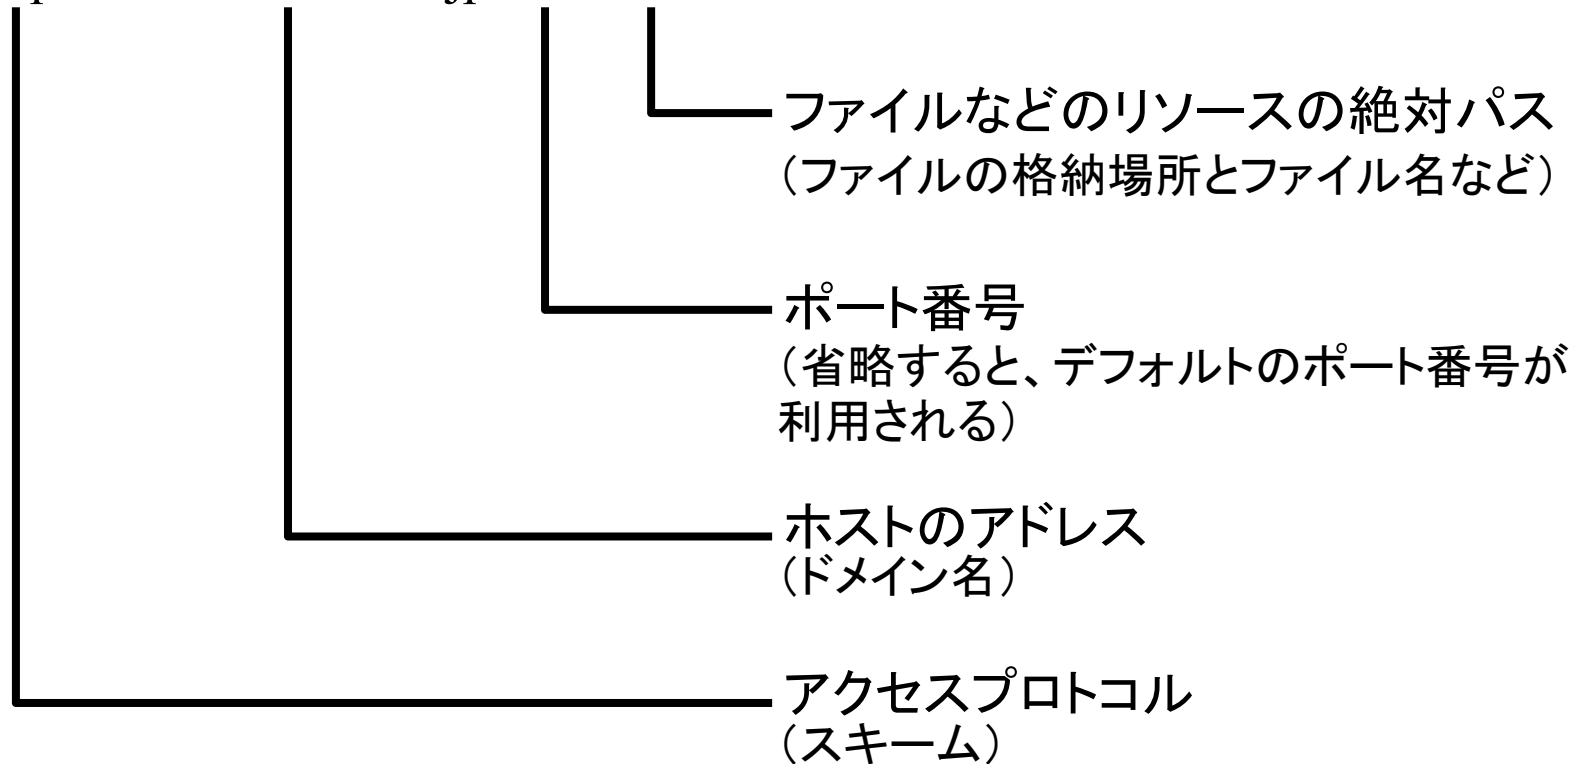 ファイルなどのリソースの絶対パス
（ファイルの格納場所とファイル名など）
ポート番号
（省略すると、デフォルトのポート番号が
利用される）
ホストのアドレス
（ドメイン名）
アクセスプロトコル
（スキーム）